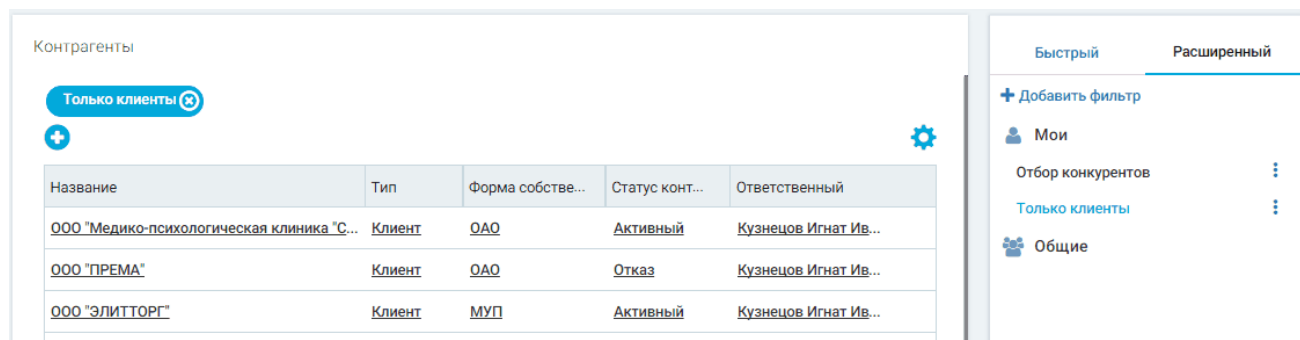 Контрагенты
Только клиенты
Название Тип Форма собстве... Статус конт... Ответственный
ООО "Медико-психологическая клиника "С... Клиент ОАО Активный Кузнецов Игнат Ив...
ООО "ПРЕМА" Клиент ОАО Отказ Кузнецов Игнат Ив...
ООО "ЭЛИТТОРГ" Клиент МУП Активный Кузнецов Игнат Ив...
Быстрый Расширенный
Добавить фильтр
Мои
Отбор конкурентов
Только клиенты
Общие